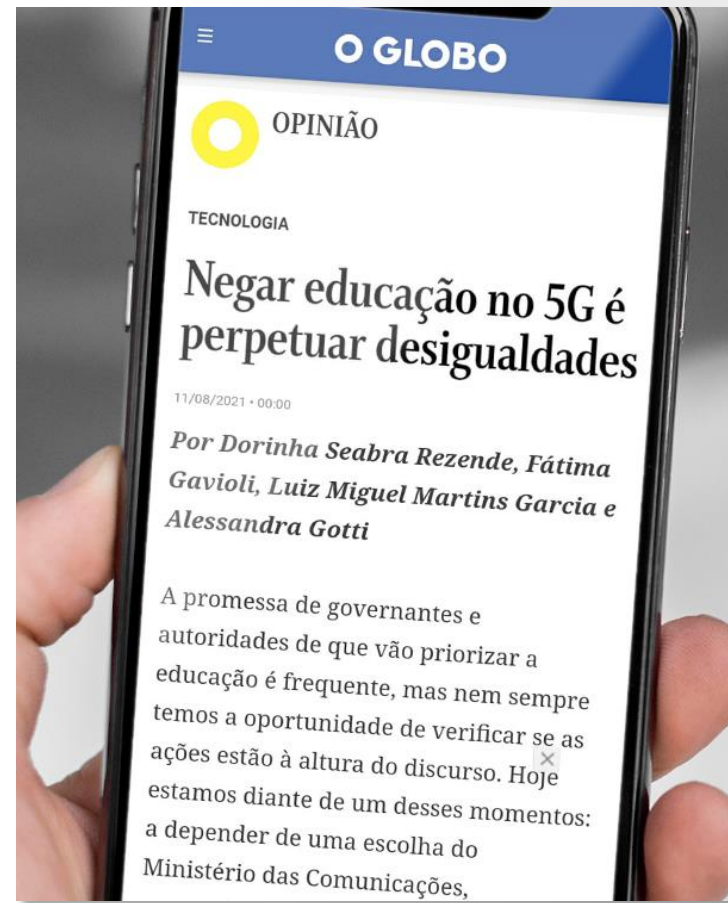 O GLOBO
OPINIÃO
TECNOLOGIA
Negar educação no 5G é
perpetuar desigualdades
11/08/2021 • 00:00
Por Dorinha Seabra Rezende, Fátima
Gavioli, Luiz Miguel Martins Garcia e
Alessandra Gotti
A promessa de governantes e
autoridades de que vão priorizar a
educação é frequente, mas nem sempre
temos a oportunidade de verificar se as
ações estão à altura do discurso. Hoje
estamos diante de um desses momentos:
a depender de uma escolha do
Ministério das Comunicações,